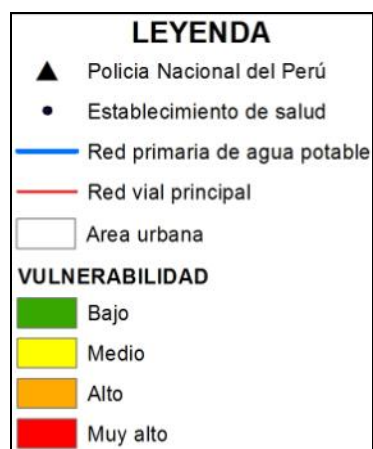 LEYENDA
Policia Nacional del Perú
Establecimiento de salud
Red primaria de agua potable
Red vial principal
Area urbana
VULNERABILIDAD
Bajo
Medio
Alto
Muy alto